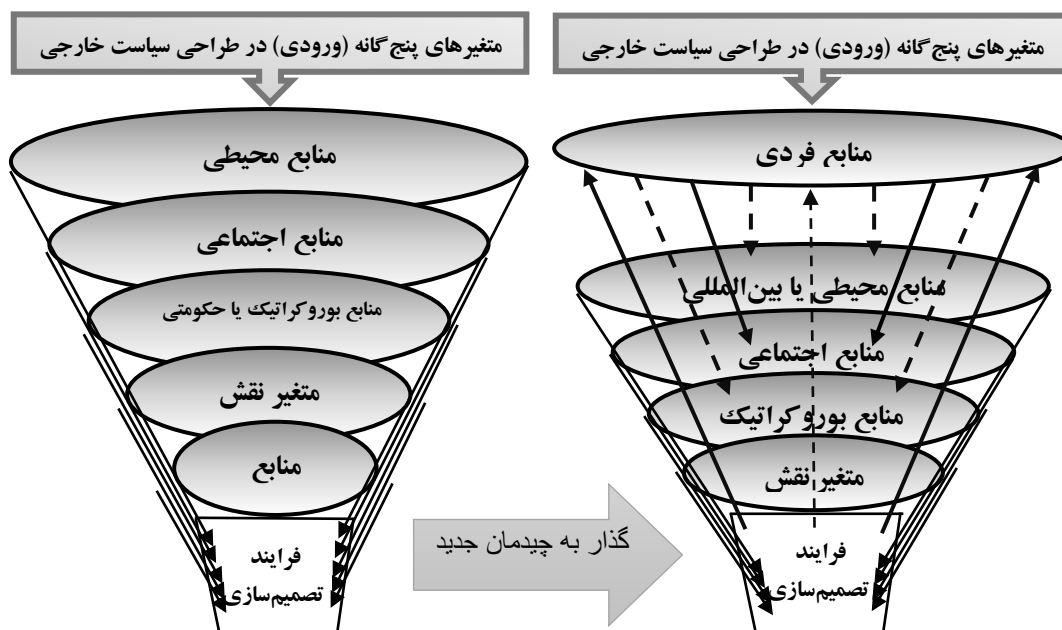 متغیرهای پنج‌گانه (ورودی) در طراحی سیاست خارجی
منابع فردی
منابع محیطی یا بین‌المللی
منابع اجتماعی
منابع بوروکراتیک
متغیر نقش
فرایند
تصمیم‌سازی
گذار به چیدمان جدید
متغیرهای پنج‌گانه (ورودی) در طراحی سیاست خارجی
منابع محیطی
منابع اجتماعی
منابع بوروکراتیک یا حکومتی
متغیر نقش
منابع
فرایند
تصمیم‌سازی